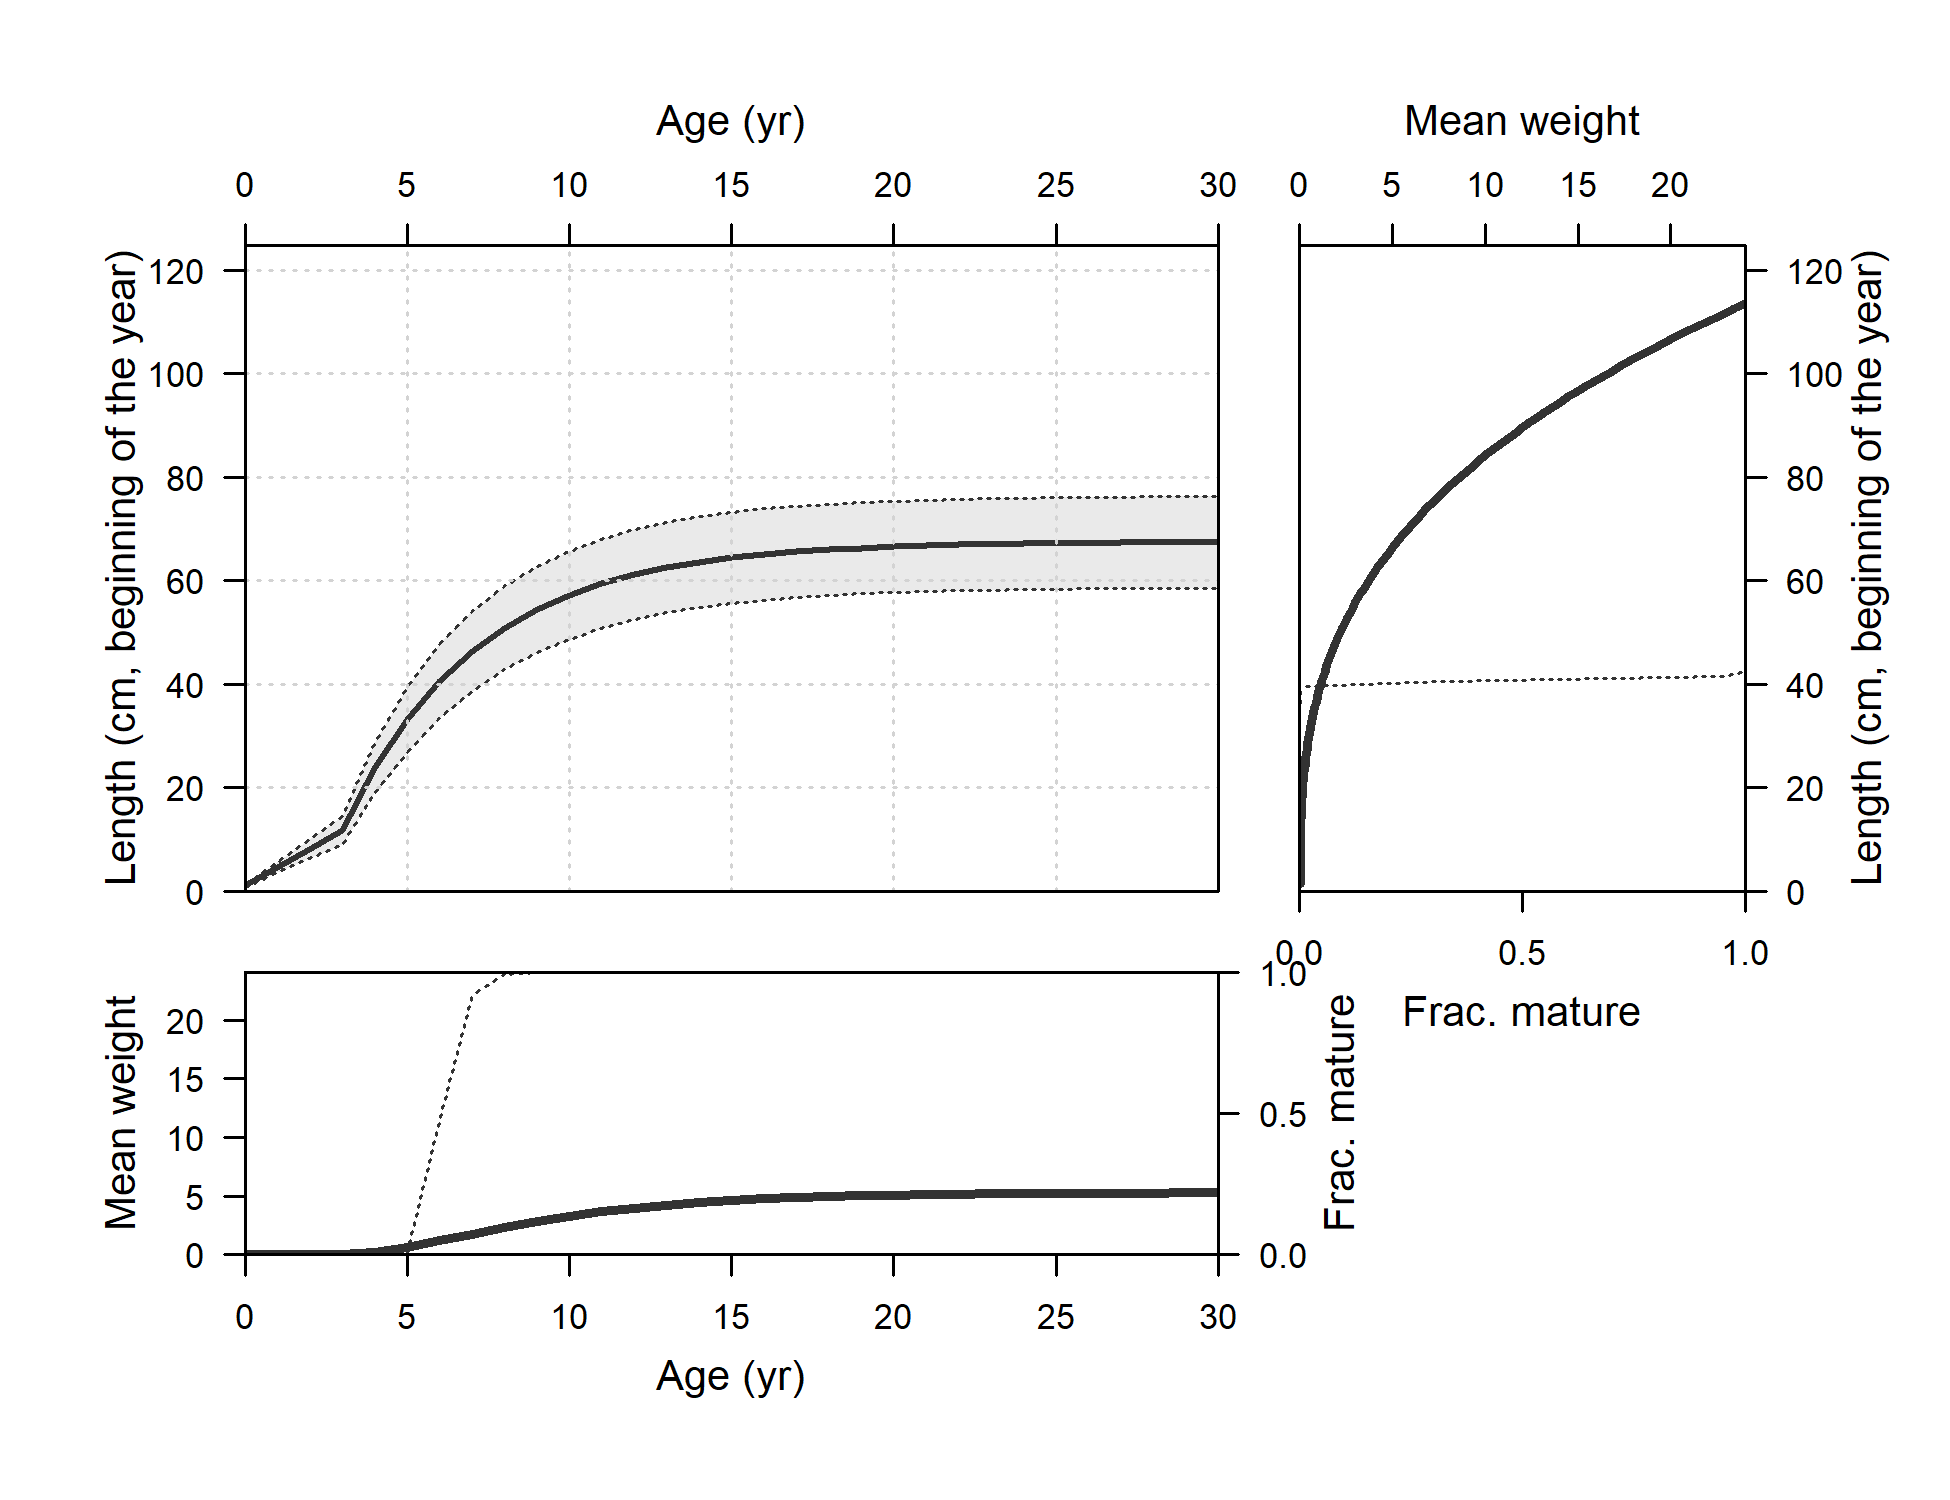 Age (yr)
Mean weight
0 5 10 15 20 25 30
0 5 10 15 20
Length (cm, beginning of the year)
120
100
80
60
40
20
0
120
100
80
60
40
20
0
Length (cm, beginning of the year)
0.0 0.5 1.0
Frac. mature
Mean weight
20
15
10
5
0
1.0
0.5
0.0
Frac. mature
0 5 10 15 20 25 30
Age (yr)